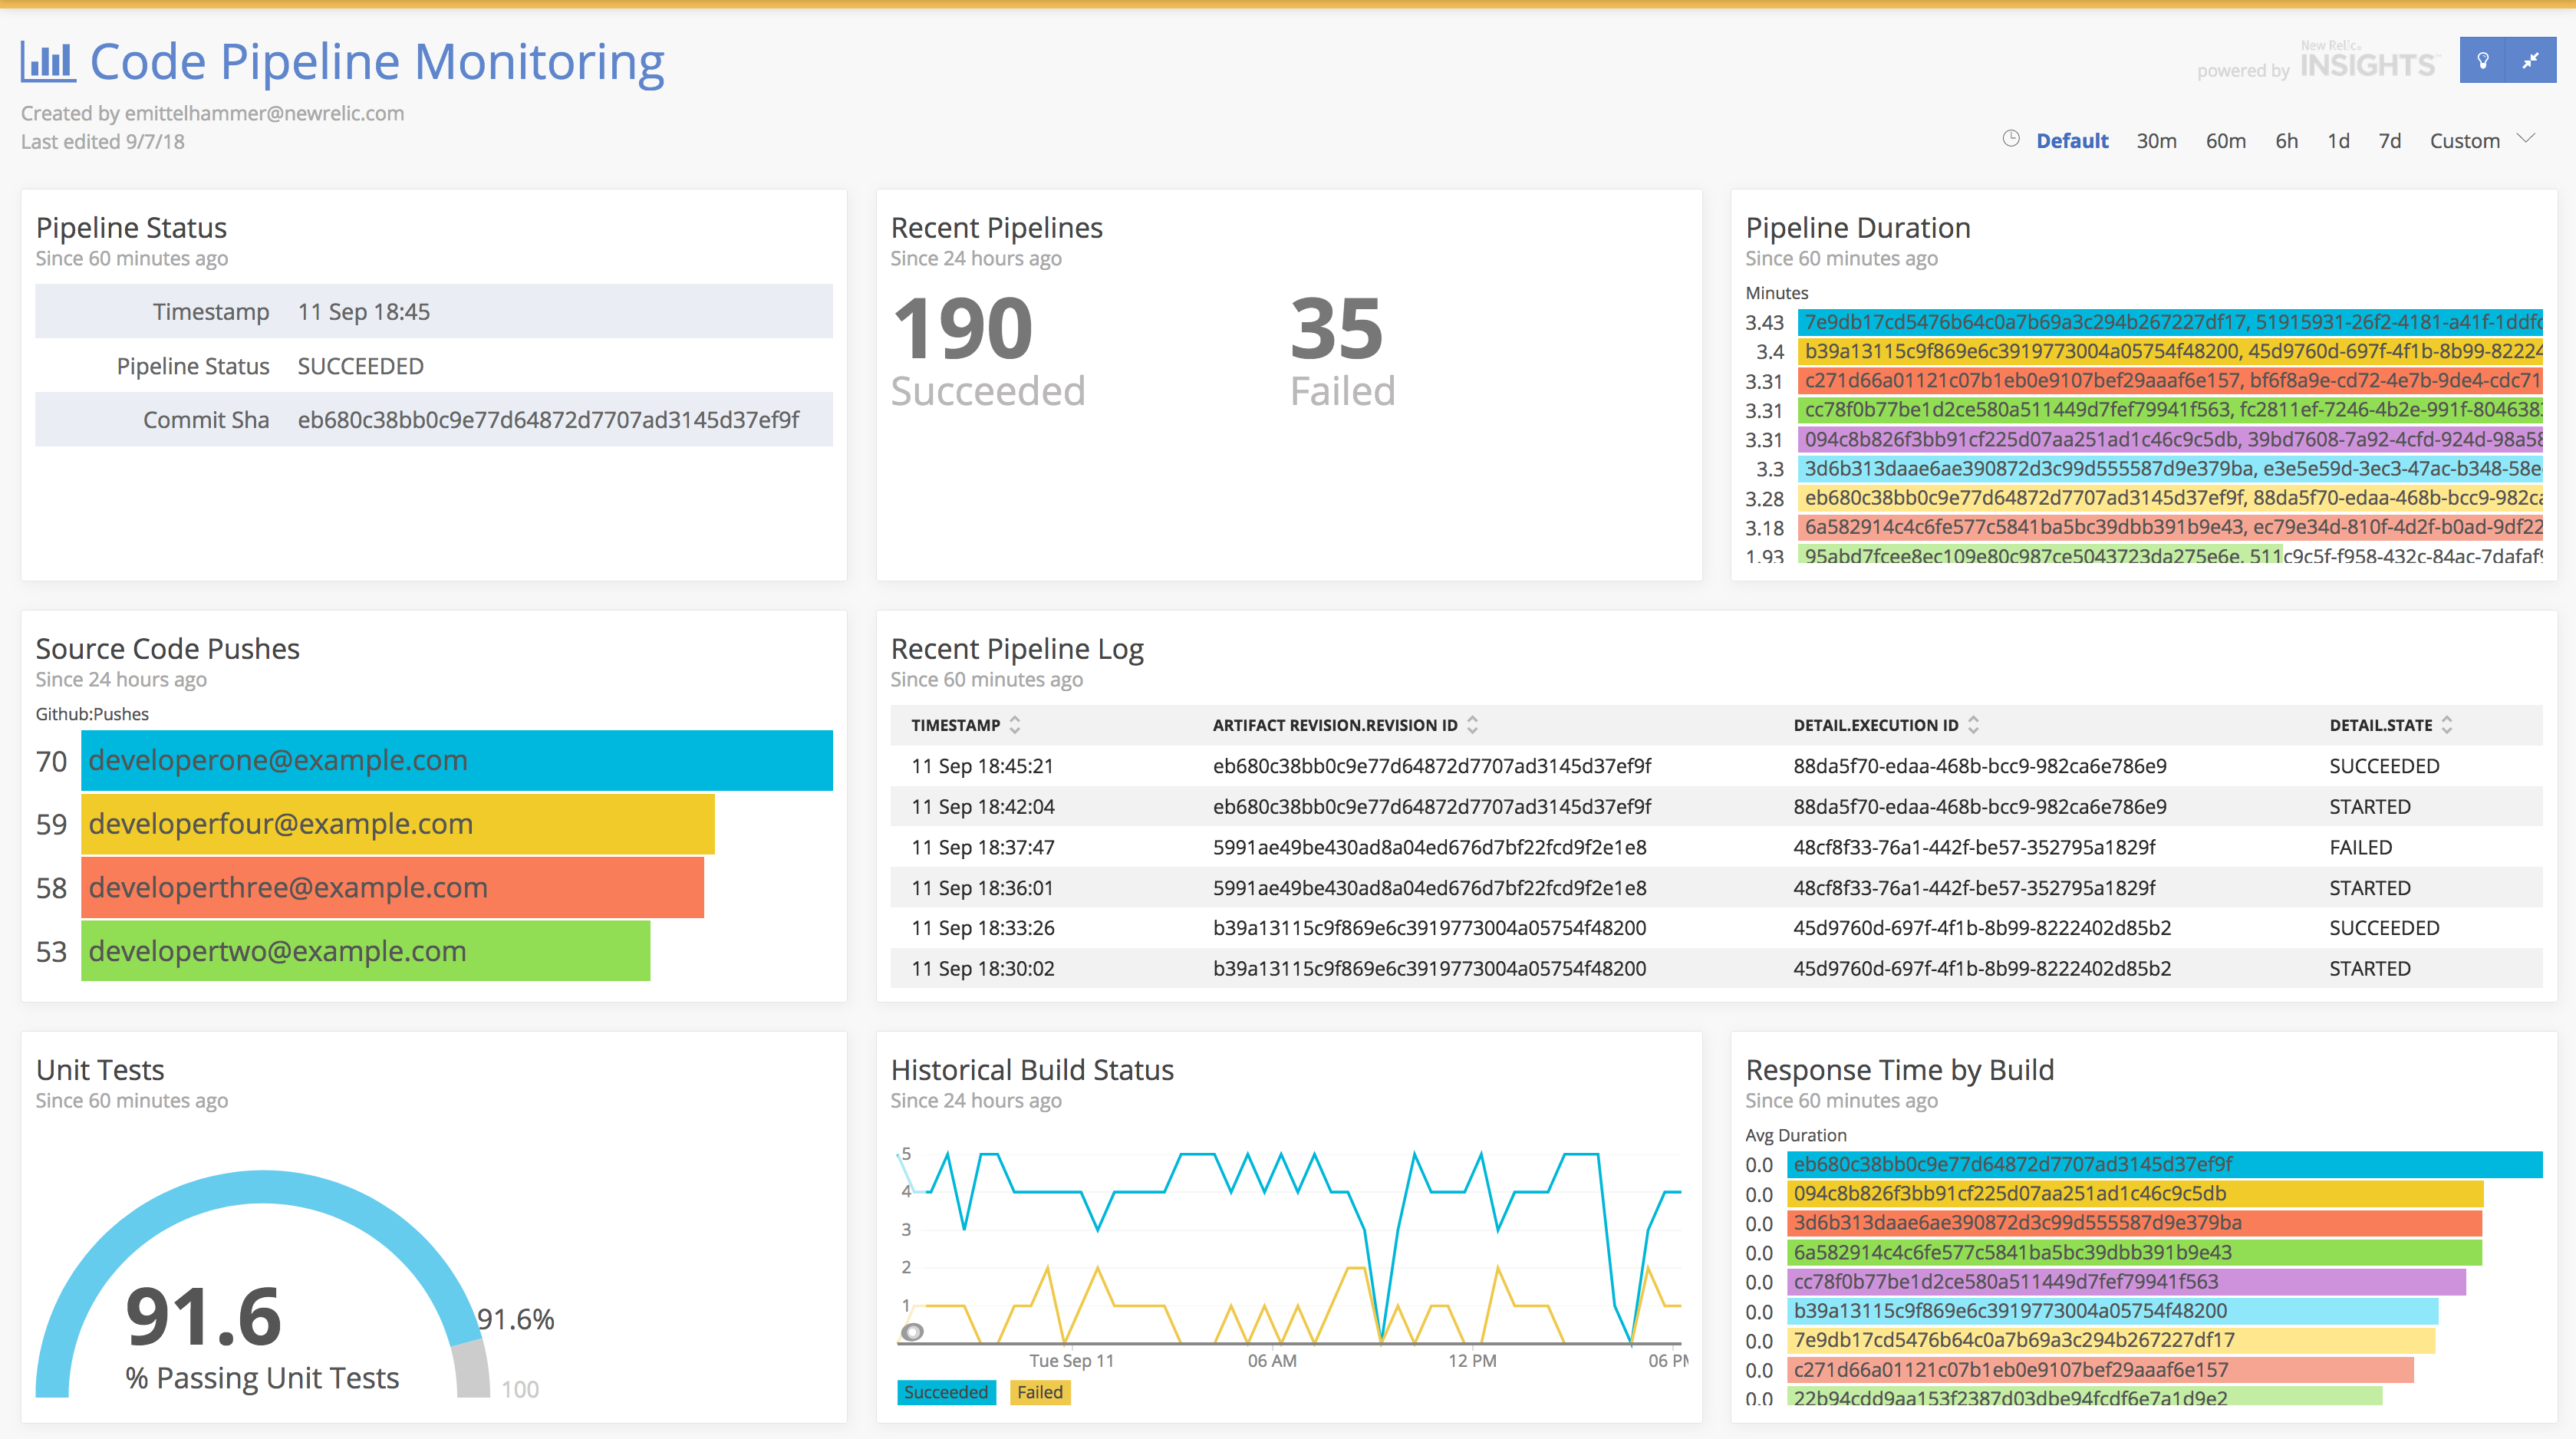 Code Pipeline Monitoring
Created by emittelhammer@newrelic.com
Last edited 9/7/18
powered by New Relic. INSIGHTS
Default 30m 60m 6h 1d 7d Custom
Pipeline Status
Since 60 minutes ago
Timestamp 11 Sep 18:45
Pipeline Status SUCCEEDED
Commit Sha eb680c38bb0c9e77d64872d7707ad3145d37ef9f
Recent Pipelines
Since 24 hours ago
190 35
Succeeded Failed
Pipeline Duration
Since 60 minutes ago
Minutes
3.43 7e9db17cd5476b64c0a7b69a3c294b267227df17, 51915931-26f2-4181-a41f-1ddfc
3.4 b39a13115c9f869e6c3919773004a05754f48200, 45d9760d-697f-4f1b-8b99-82224
3.31 c271d66a01121c07b1eb0e9107bef29aaaf6e157, bf6f8a9e-cd72-4e7b-9de4-cdc71
3.31 cc78f0b77be1d2ce580a511449d7fef79941f563, fc2811ef-7246-4b2e-991f-8046383
3.31 094c8b826f3bb91cf225d07aa251ad1c46c9c5db, 39bd7608-7a92-4cfd-924d-98a58
3.3 3d6b313daae6ae390872d3c99d555587d9e379ba, e3e5e59d-3ec3-47ac-b348-58e
3.28 eb680c38bb0c9e77d64872d7707ad3145d37ef9f, 88da5f70-edaa-468b-bcc9-982ca
3.18 6a582914c4c6fe577c5841ba5bc39dbb391b9e43, ec79e34d-810f-4d2f-b0ad-9df22
1.93 95abd7fcee8ec109e80c987ce5043723da275e6e, 511c9c5f-f958-432c-84ac-7dafaf9
Source Code Pushes
Since 24 hours ago
Github:Pushes
70 developerone@example.com
59 developerfour@example.com
58 developerthree@example.com
53 developertwo@example.com
Recent Pipeline Log
Since 60 minutes ago
TIMESTAMP ARTIFACT REVISION.REVISION ID DETAIL.EXECUTION ID DETAIL.STATE
11 Sep 18:45:21 eb680c38bb0c9e77d64872d7707ad3145d37ef9f 88da5f70-edaa-468b-bcc9-982ca6e786e9 SUCCEEDED
11 Sep 18:42:04 eb680c38bb0c9e77d64872d7707ad3145d37ef9f 88da5f70-edaa-468b-bcc9-982ca6e786e9 STARTED
11 Sep 18:37:47 5991ae49be430ad8a04ed676d7bf22fcd9f2e1e8 48cf8f33-76a1-442f-be57-352795a1829f FAILED
11 Sep 18:36:01 5991ae49be430ad8a04ed676d7bf22fcd9f2e1e8 48cf8f33-76a1-442f-be57-352795a1829f STARTED
11 Sep 18:33:26 b39a13115c9f869e6c3919773004a05754f48200 45d9760d-697f-4f1b-8b99-8222402d85b2 SUCCEEDED
11 Sep 18:30:02 b39a13115c9f869e6c3919773004a05754f48200 45d9760d-697f-4f1b-8b99-8222402d85b2 STARTED
Unit Tests
Since 60 minutes ago
91.6
% Passing Unit Tests
91.6%
100
Historical Build Status
Since 24 hours ago
5
4
3
2
1
Tue Sep 11 06 AM 12 PM 06 PM
Succeeded Failed
Response Time by Build
Since 60 minutes ago
Avg Duration
0.0 eb680c38bb0c9e77d64872d7707ad3145d37ef9f
0.0 094c8b826f3bb91cf225d07aa251ad1c46c9c5db
0.0 3d6b313daae6ae390872d3c99d555587d9e379ba
0.0 6a582914c4c6fe577c5841ba5bc39dbb391b9e43
0.0 cc78f0b77be1d2ce580a511449d7fef79941f563
0.0 b39a13115c9f869e6c3919773004a05754f48200
0.0 7e9db17cd5476b64c0a7b69a3c294b267227df17
0.0 c271d66a01121c07b1eb0e9107bef29aaaf6e157
0.0 22b94cdd9aa153f2387d03dbe94fcdf6e7a1d9e2